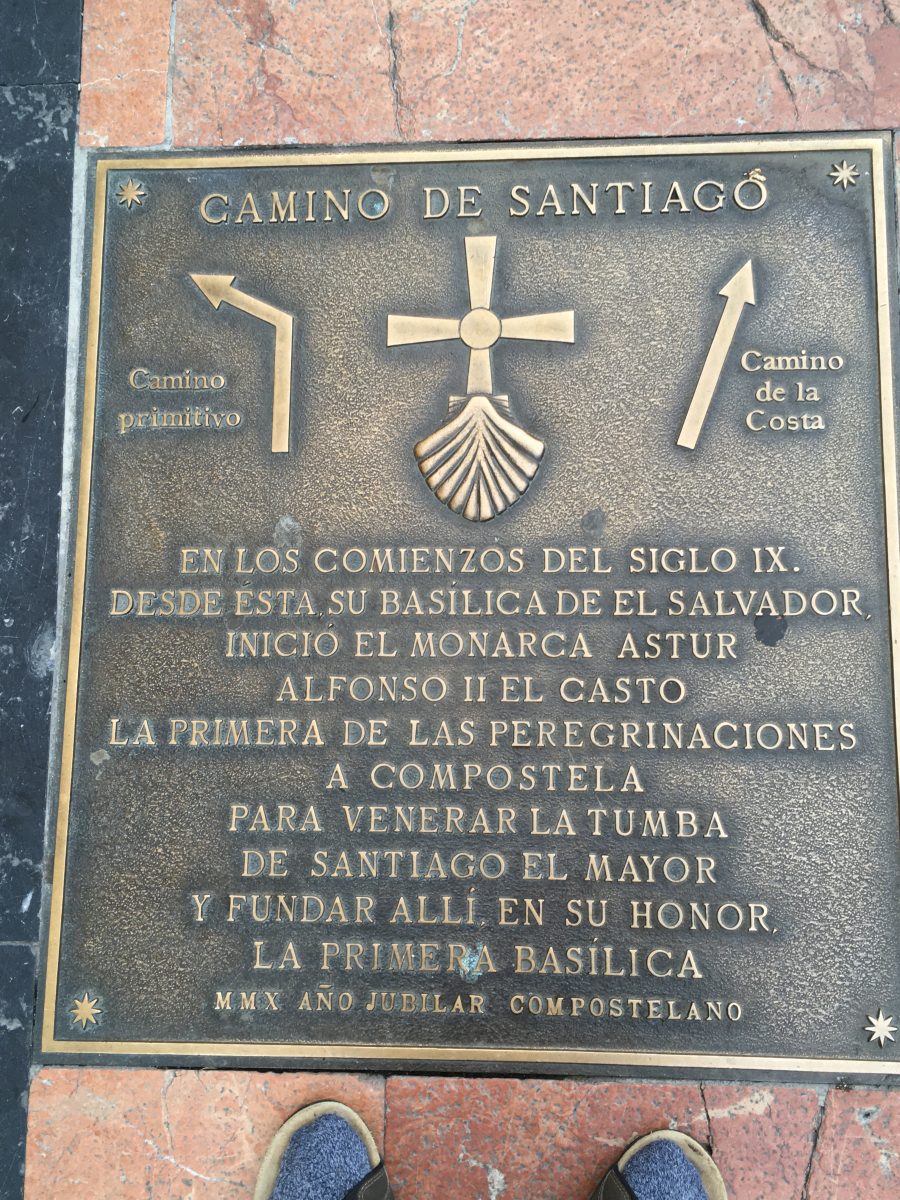 CAMINO DE SANTIAGO
Camino
primitivo
Camino
de la
Costa
EN LOS COMIENZOS DEL SIGLO IX.
DESDE ÉSTA, SU BASÍLICA DE EL SALVADOR,
INICIÓ EL MONARCA ASTUR
ALFONSO II EL CASTO
LA PRIMERA DE LAS PEREGRINACIONES
A COMPOSTELA
PARA VENERAR LA TUMBA
DE SANTIAGO EL MAYOR
Y FUNDAR ALLÍ, EN SU HONOR,
LA PRIMERA BASÍLICA
MMX AÑO JUBILAR COMPOSTELANO